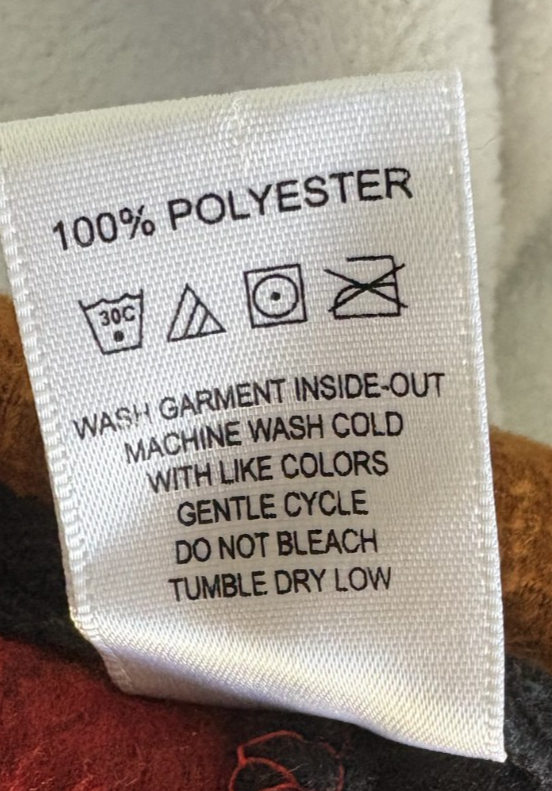 100% POLYESTER
30C
WASH GARMENT INSIDE-OUT
MACHINE WASH COLD
WITH LIKE COLORS
GENTLE CYCLE
DO NOT BLEACH
TUMBLE DRY LOW